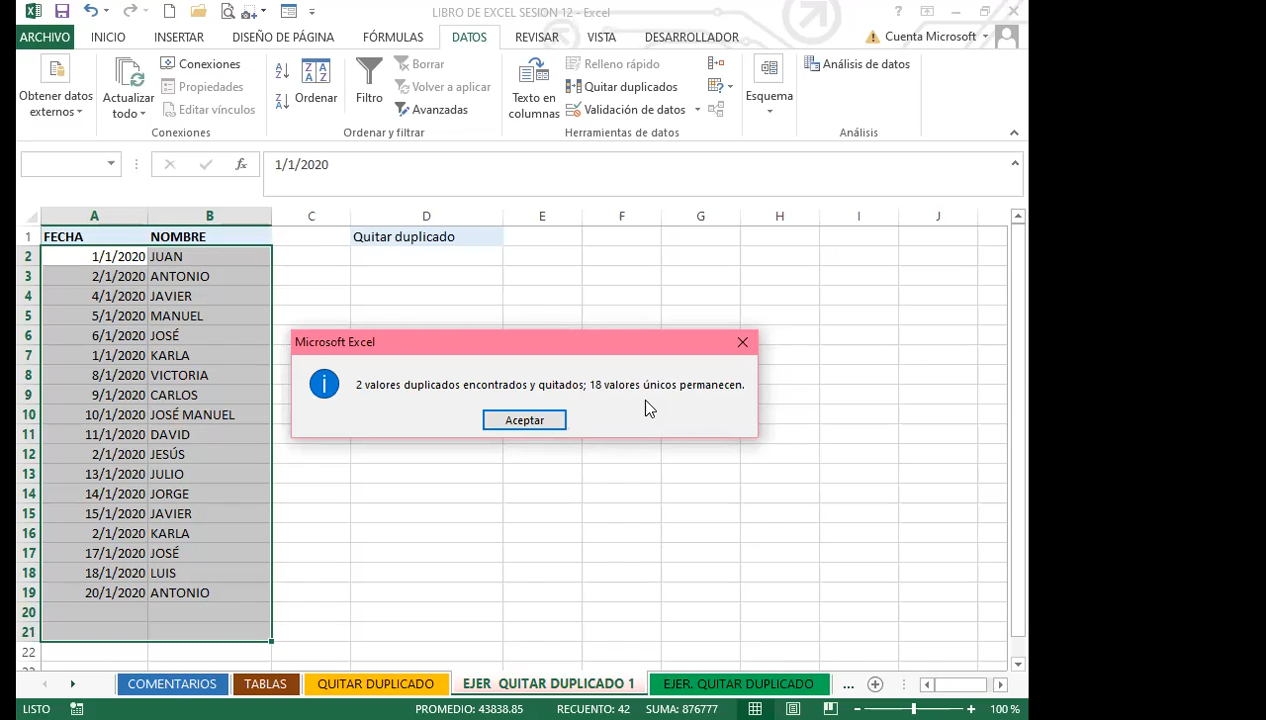 LIBRO DE EXCEL SESION 12 - Excel
ARCHIVO INICIO INSERTAR DISEÑO DE PÁGINA FÓRMULAS DATOS REVISAR VISTA DESARROLLADOR Cuenta Microsoft
Obtener datos externos
Actualizar todo
Conexiones
Propiedades
Editar vínculos
Conexiones
Ordenar
Filtro
Borrar
Volver a aplicar
Avanzadas
Ordenar y filtrar
Texto en columnas
Relleno rápido
Quitar duplicados
Validación de datos
Herramientas de datos
Esquema
Análisis de datos
Análisis
fx 1/1/2020
A B C D E F G H I J
1 FECHA NOMBRE Quitar duplicado
2 1/1/2020 JUAN
3 2/1/2020 ANTONIO
4 4/1/2020 JAVIER
5 5/1/2020 MANUEL
6 6/1/2020 JOSÉ
7 1/1/2020 KARLA
8 8/1/2020 VICTORIA
9 9/1/2020 CARLOS
10 10/1/2020 JOSÉ MANUEL
11 11/1/2020 DAVID
12 2/1/2020 JESÚS
13 13/1/2020 JULIO
14 14/1/2020 JORGE
15 15/1/2020 JAVIER
16 2/1/2020 KARLA
17 17/1/2020 JOSÉ
18 18/1/2020 LUIS
19 20/1/2020 ANTONIO
20
21
22
23
Microsoft Excel
2 valores duplicados encontrados y quitados; 18 valores únicos permanecen.
Aceptar
COMENTARIOS TABLAS QUITAR DUPLICADO EJER QUITAR DUPLICADO 1 EJER. QUITAR DUPLICADO ...
LISTO PROMEDIO: 43838.85 RECUENTO: 42 SUMA: 876777 100 %